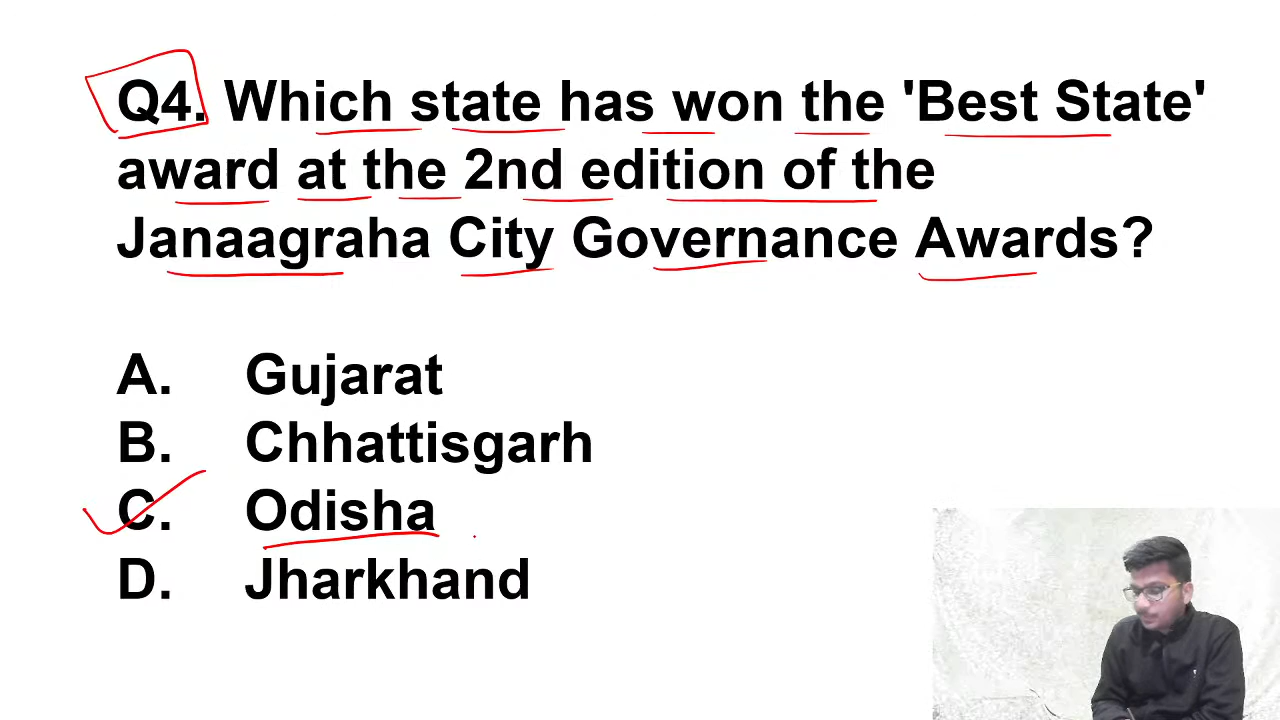 Q4. Which state has won the 'Best State'
award at the 2nd edition of the
Janaagraha City Governance Awards?
A. Gujarat
B. Chhattisgarh
C. Odisha
D. Jharkhand